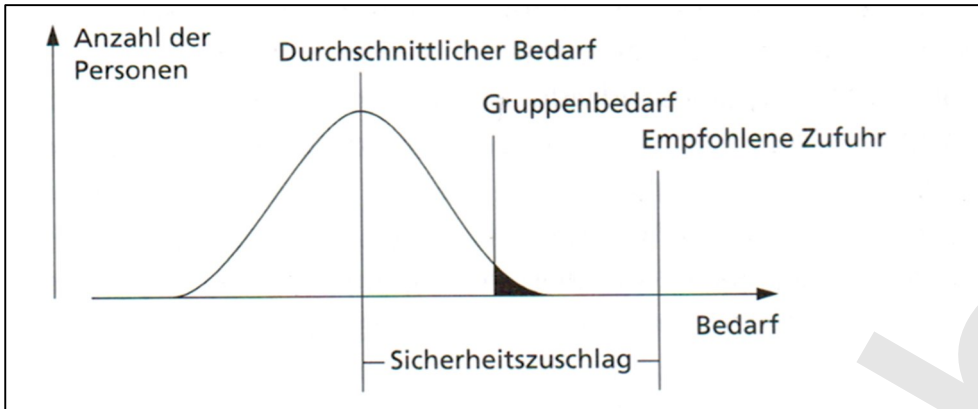 Anzahl der
Personen
Durchschnittlicher Bedarf
Gruppenbedarf
Empfohlene Zufuhr
Bedarf
Sicherheitszuschlag